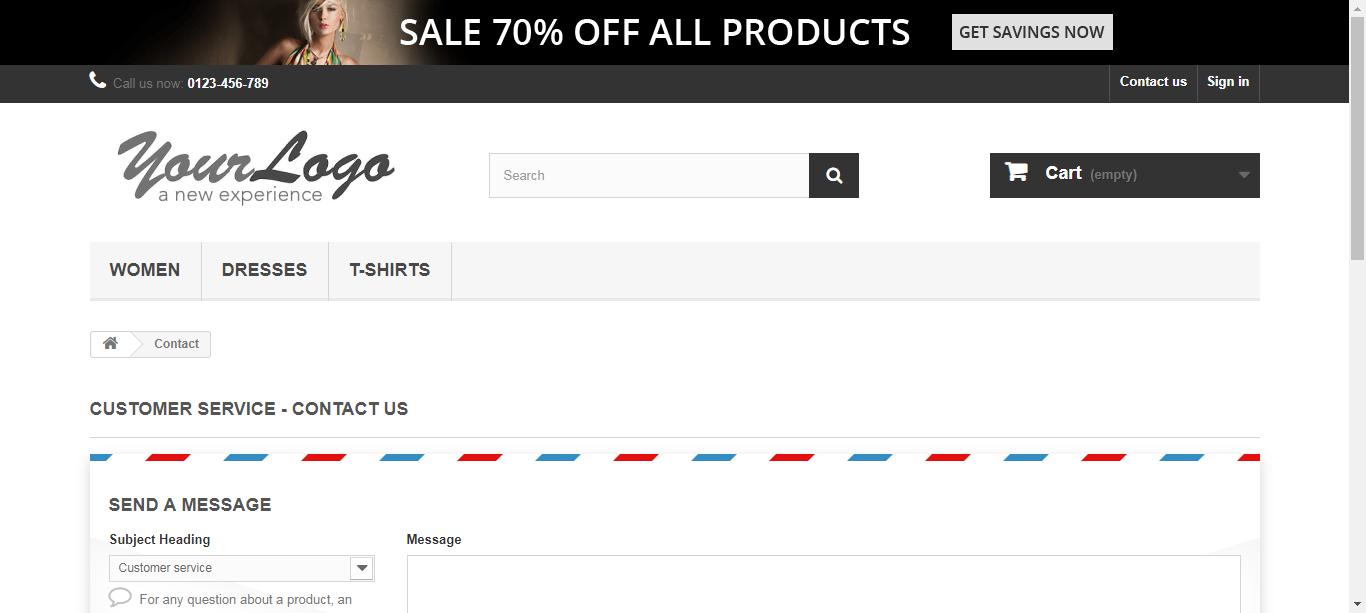 SALE 70% OFF ALL PRODUCTS GET SAVINGS NOW
Call us now: 0123-456-789 Contact us Sign in
Your Logo
a new experience
Search
Cart (empty)
WOMEN DRESSES T-SHIRTS
Contact
CUSTOMER SERVICE - CONTACT US
SEND A MESSAGE
Subject Heading Message
Customer service
For any question about a product, an